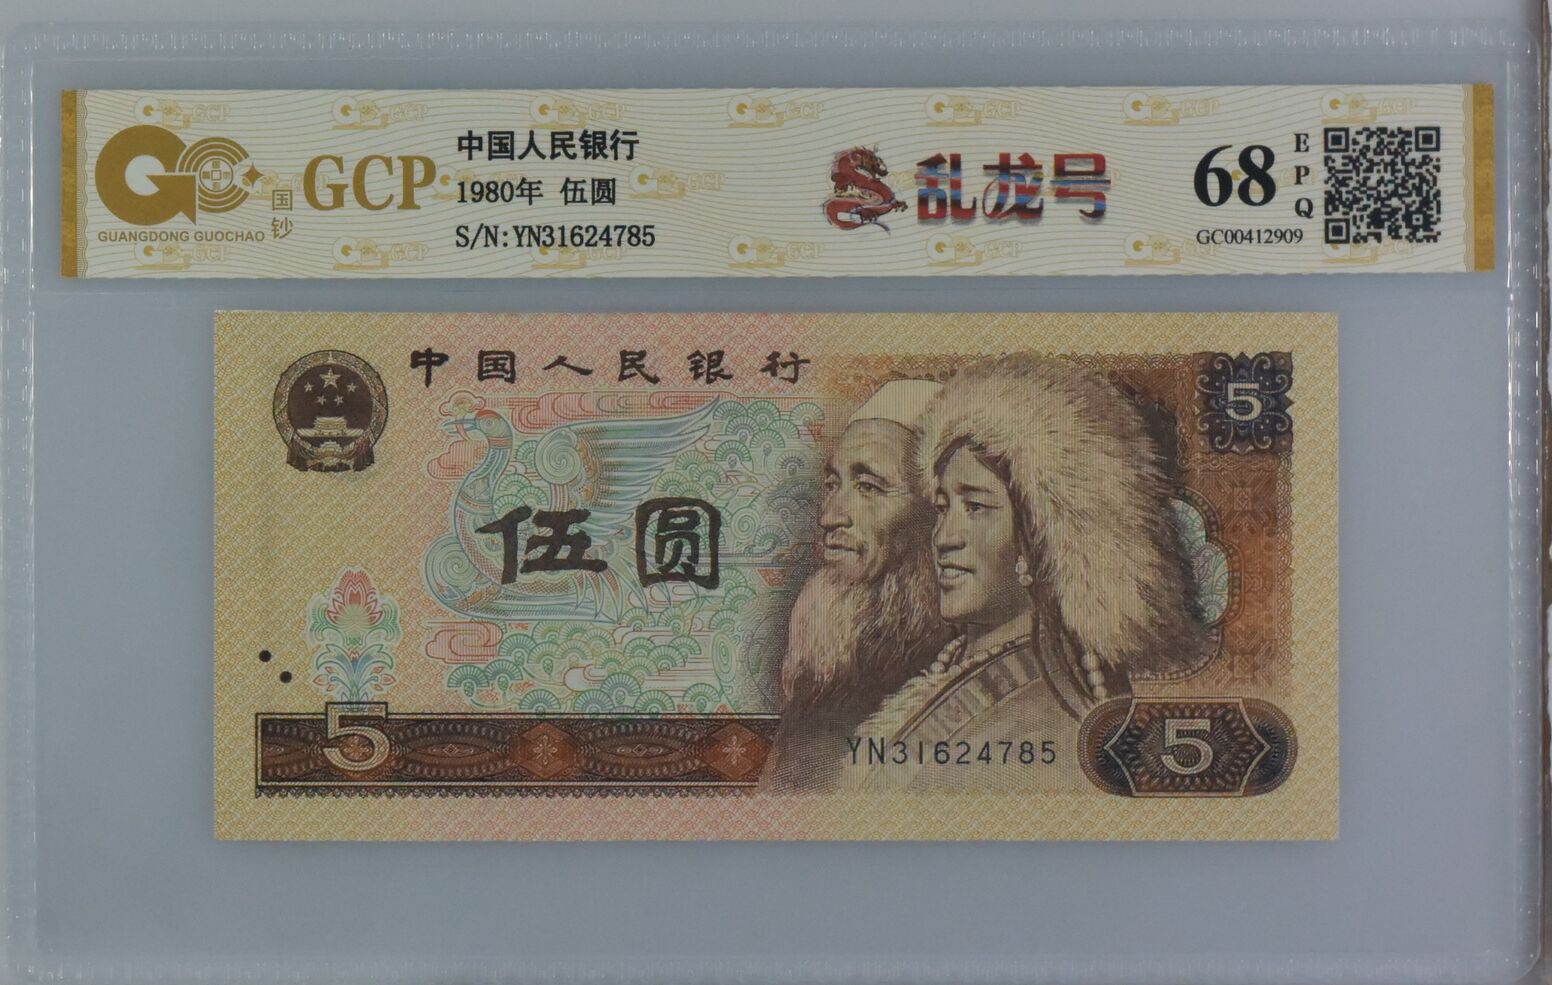 GCP
GUANGDONG GUOCHAO
国钞
中国人民银行
1980年 伍圆
S/N:YN31624785
乱龙号
68
EPQ
GC00412909
中国人民银行
5
伍圆
5
YN31624785
5